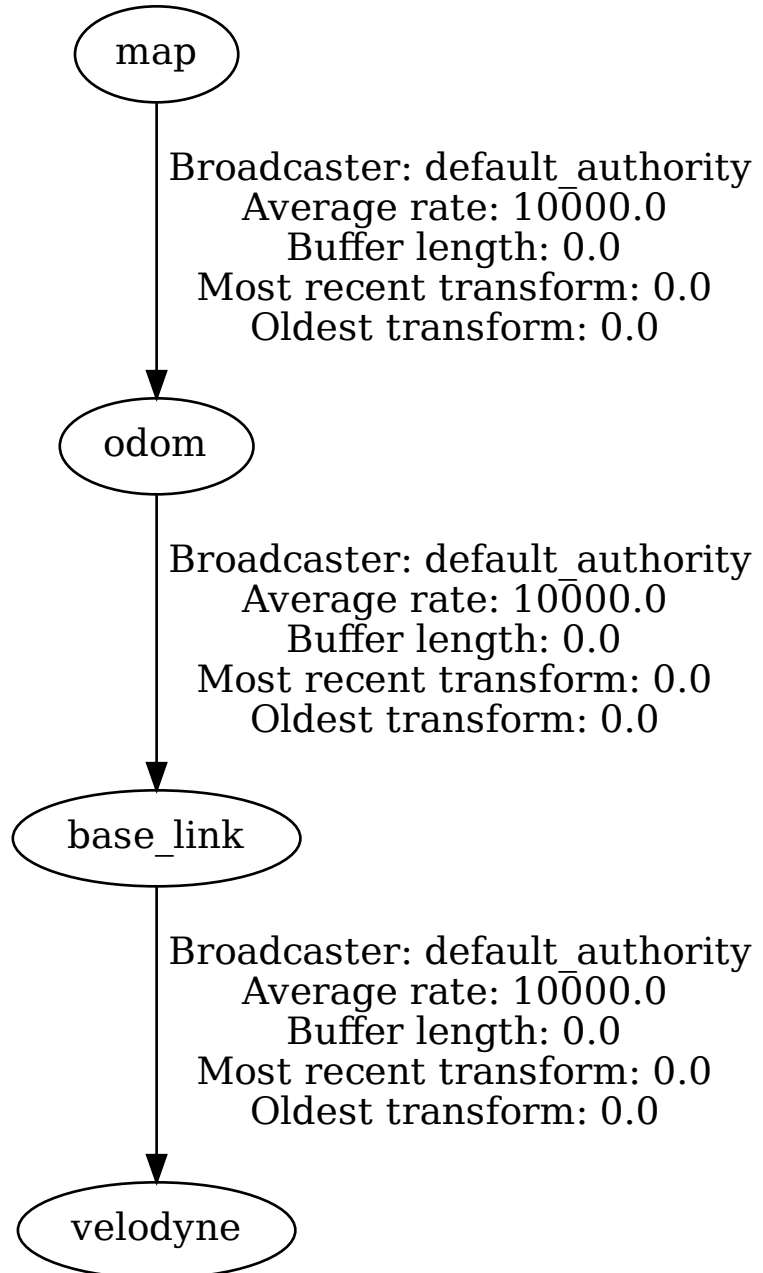 map
Broadcaster: default_authority
Average rate: 10000.0
Buffer length: 0.0
Most recent transform: 0.0
Oldest transform: 0.0
odom
Broadcaster: default_authority
Average rate: 10000.0
Buffer length: 0.0
Most recent transform: 0.0
Oldest transform: 0.0
base_link
Broadcaster: default_authority
Average rate: 10000.0
Buffer length: 0.0
Most recent transform: 0.0
Oldest transform: 0.0
velodyne